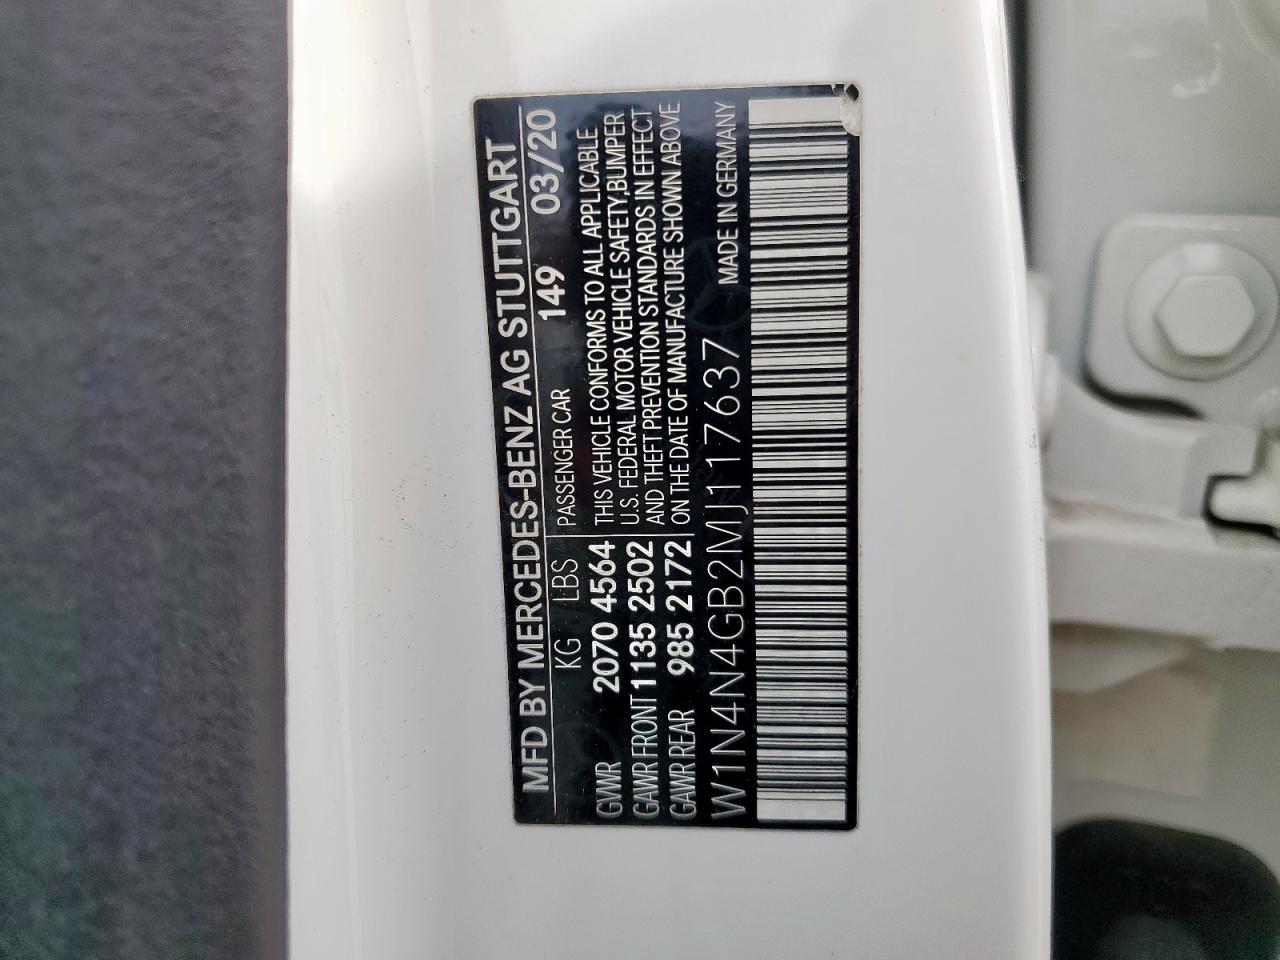 MFD BY MERCEDES-BENZ AG STUTTGART
KG LBS PASSENGER CAR 149 03/20
GVWR 2070 4564 THIS VEHICLE CONFORMS TO ALL APPLICABLE
GAWR FRONT 1135 2502 U.S. FEDERAL MOTOR VEHICLE SAFETY,BUMPER
GAWR REAR 985 2172 AND THEFT PREVENTION STANDARDS IN EFFECT
ON THE DATE OF MANUFACTURE SHOWN ABOVE
W1N4N4GB2MJ117637 MADE IN GERMANY